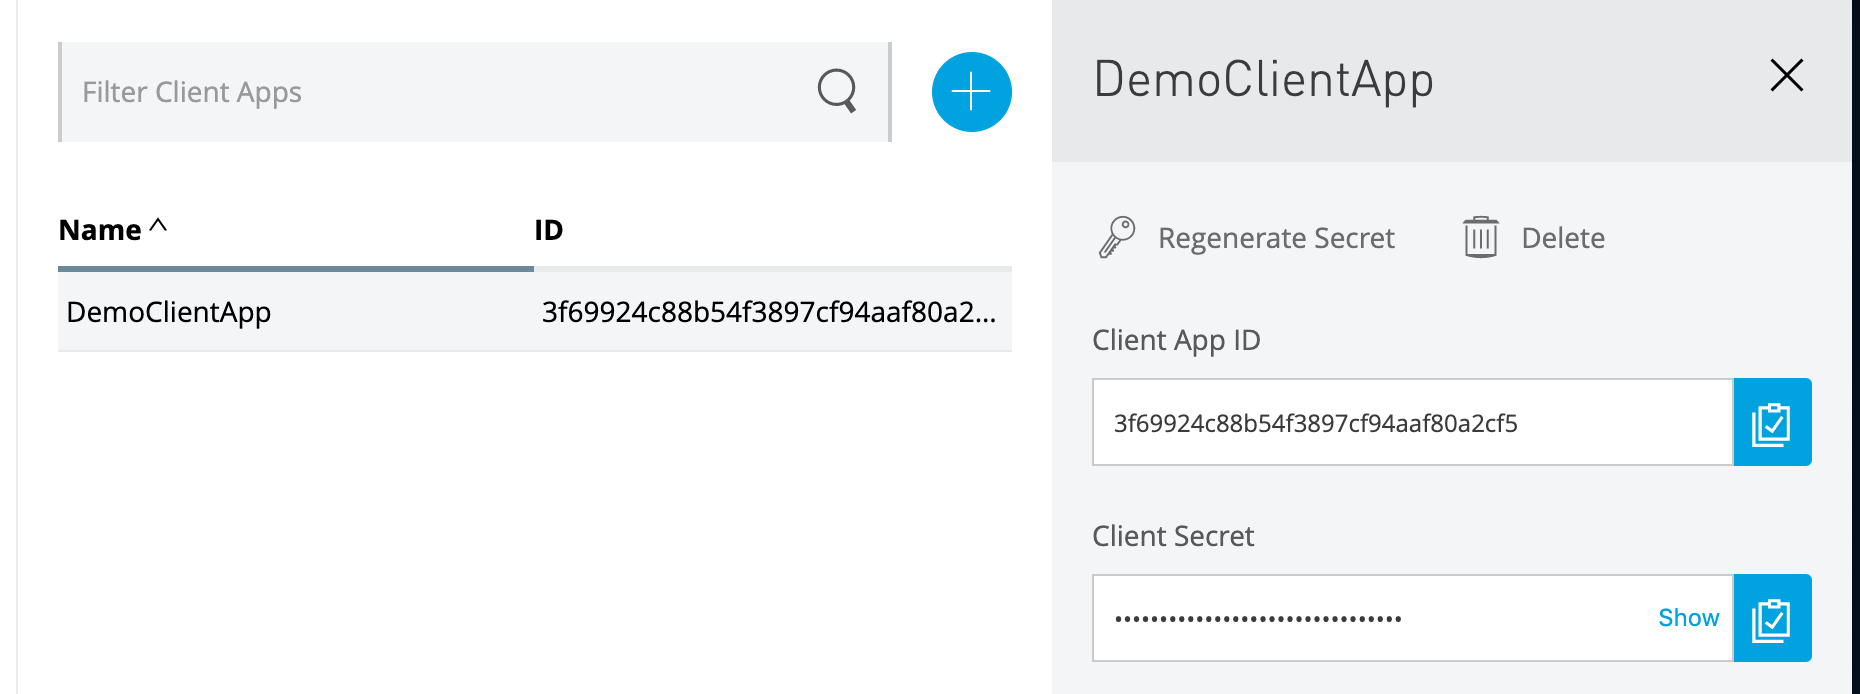 Filter Client Apps
Name ID
DemoClientApp 3f69924c88b54f3897cf94aaf80a2...
DemoClientApp
Regenerate Secret Delete
Client App ID
3f69924c88b54f3897cf94aaf80a2cf5
Client Secret
•••••••••••••••••••••••••••••••• Show